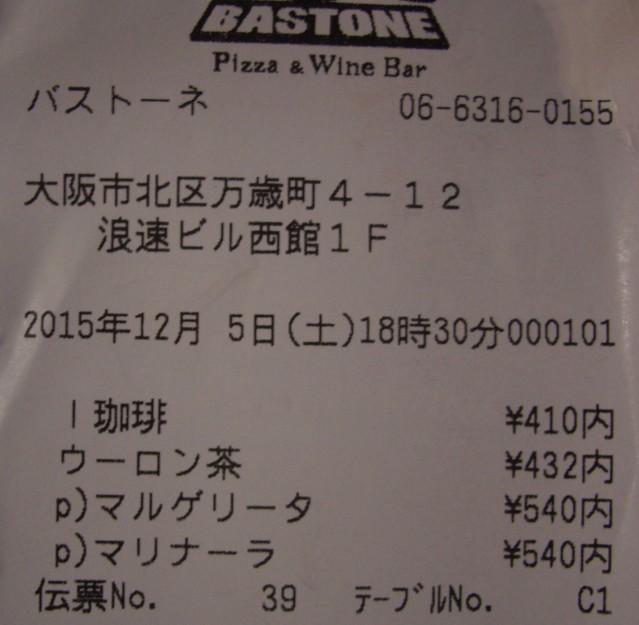 BASTONE
Pizza & Wine Bar
バストーネ 06-6316-0155
大阪市北区万歳町４－１２
浪速ビル西館１Ｆ
2015年12月 5日(土)18時30分000101
I 珈琲 ¥410内
ウーロン茶 ¥432内
p)マルゲリータ ¥540内
p)マリナーラ ¥540内
伝票No. 39 ﾃｰﾌﾞﾙNo. C1